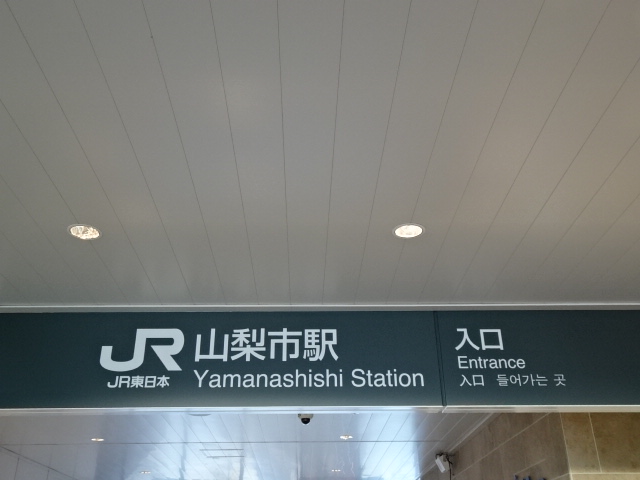 JR 山梨市駅
JR東日本 Yamanashishi Station
入口
Entrance
入口 들어가는 곳